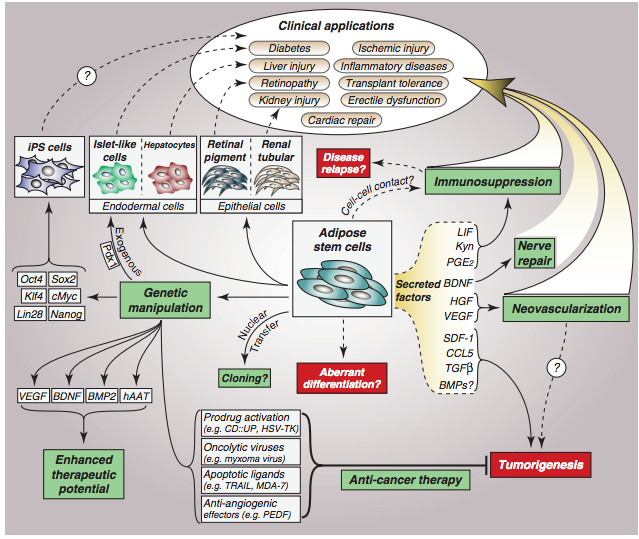 Clinical applications
Diabetes
Ischemic injury
Liver injury
Inflammatory diseases
Retinopathy
Transplant tolerance
Kidney injury
Erectile dysfunction
Cardiac repair
?
iPS cells
Islet-like
cells
Hepatocytes
Endodermal cells
Retinal
pigment
Renal
tubular
Epithelial cells
Disease
relapse?
Cell-cell contact?
Immunosuppression
Adipose
stem cells
Secreted
factors
LIF
Kyn
PGE2
BDNF
HGF
VEGF
SDF-1
CCL5
TGFβ
BMPs?
Nerve
repair
Neovascularization
?
Exogenous
Pdx1
Oct4
Sox2
Klf4
cMyc
Lin28
Nanog
Genetic
manipulation
Nuclear
Transfer
Cloning?
Aberrant
differentiation?
VEGF
BDNF
BMP2
hAAT
Enhanced
therapeutic
potential
Prodrug activation
(e.g. CD::UP, HSV-TK)
Oncolytic viruses
(e.g. myxoma virus)
Apoptotic ligands
(e.g. TRAIL, MDA-7)
Anti-angiogenic
effectors (e.g. PEDF)
Anti-cancer therapy
Tumorigenesis